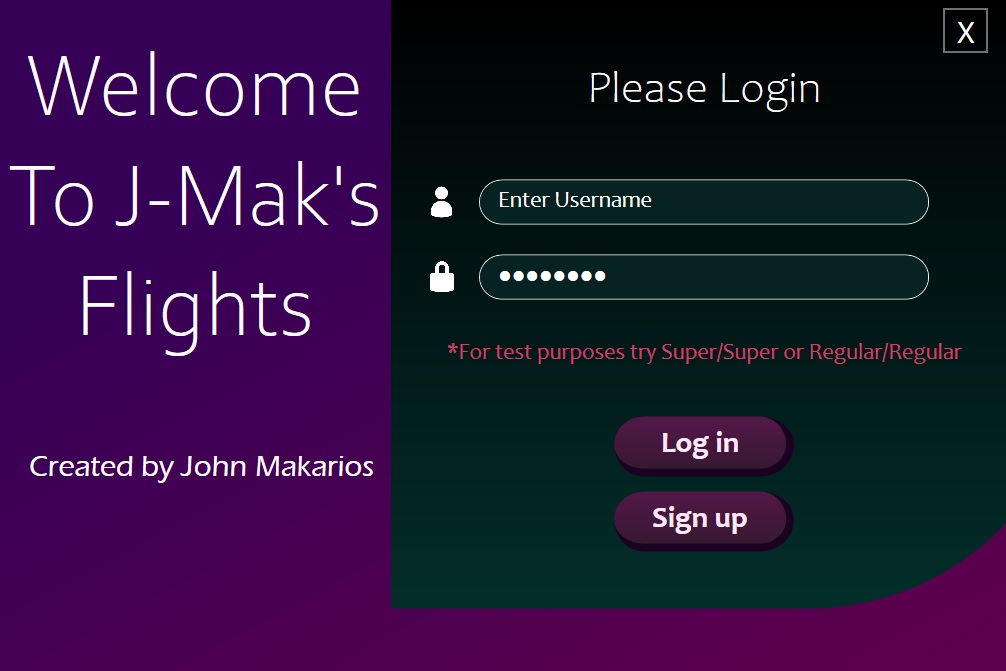 Welcome
To J-Mak's
Flights
Created by John Makarios
X
Please Login
Enter Username
••••••••
*For test purposes try Super/Super or Regular/Regular
Log in
Sign up